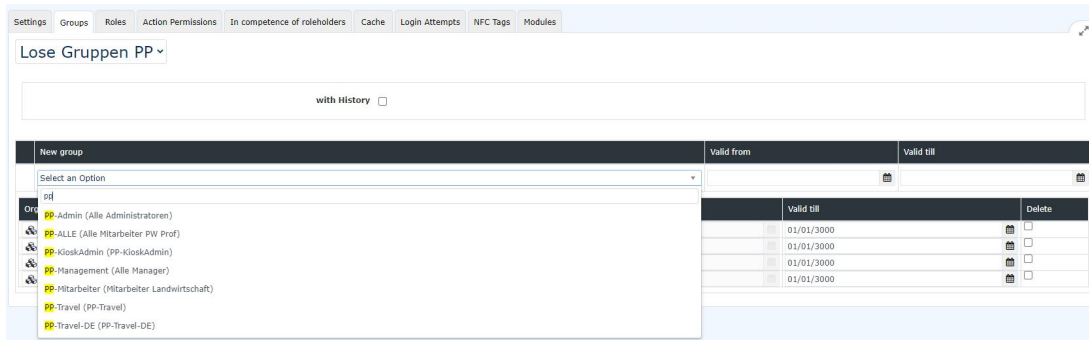 Settings Groups Roles Action Permissions In competence of roleholders Cache Login Attempts NFC Tags Modules
Lose Gruppen PP
with History
New group Valid from Valid till
Select an Option
pp
Org Valid till Delete
PP-Admin (Alle Administratoren)
01/01/3000
PP-ALLE (Alle Mitarbeiter PW Prof)
01/01/3000
PP-KioskAdmin (PP-KioskAdmin)
01/01/3000
PP-Management (Alle Manager)
01/01/3000
PP-Mitarbeiter (Mitarbeiter Landwirtschaft)
PP-Travel (PP-Travel)
PP-Travel-DE (PP-Travel-DE)